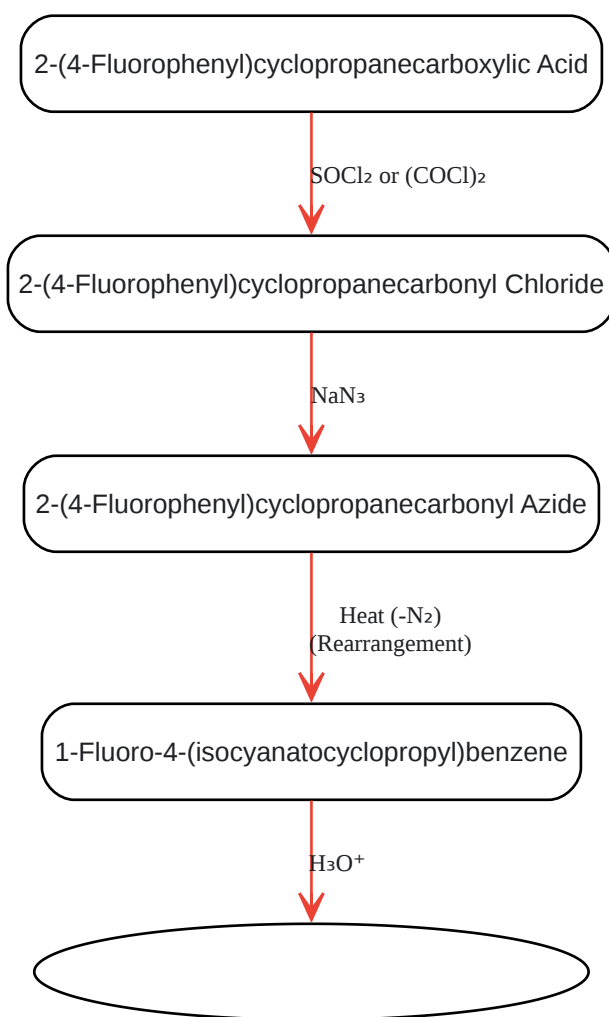 2-(4-Fluorophenyl)cyclopropanecarboxylic Acid
SOCl₂ or (COCl)₂
2-(4-Fluorophenyl)cyclopropanecarbonyl Chloride
NaN₃
2-(4-Fluorophenyl)cyclopropanecarbonyl Azide
Heat (-N₂)
(Rearrangement)
1-Fluoro-4-(isocyanatocyclopropyl)benzene
H₃O⁺